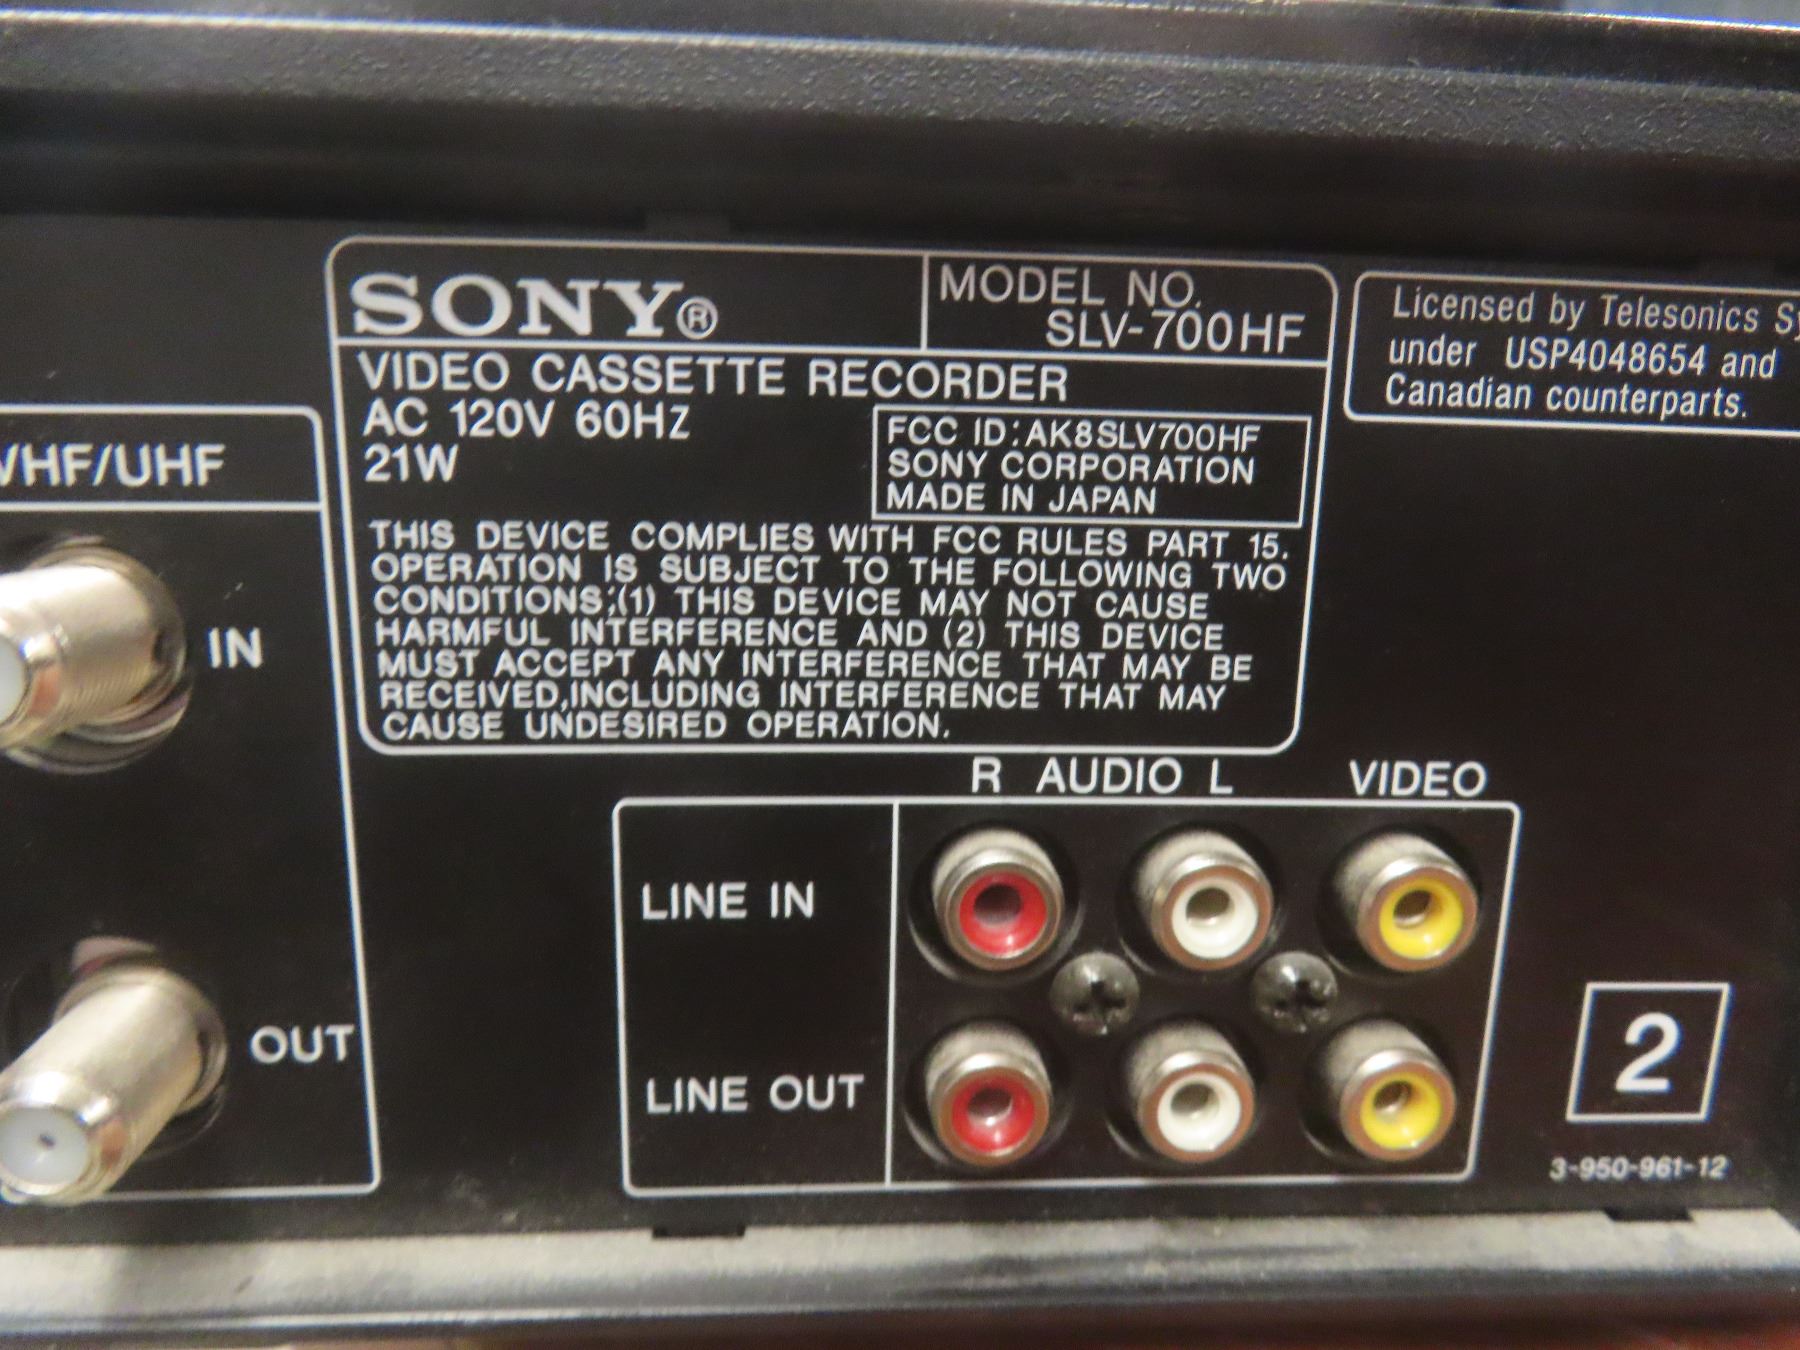 SONY®
MODEL NO.
SLV-700HF
VIDEO CASSETTE RECORDER
AC 120V 60Hz
21W
FCC ID:AK8SLV700HF
SONY CORPORATION
MADE IN JAPAN
THIS DEVICE COMPLIES WITH FCC RULES PART 15.
OPERATION IS SUBJECT TO THE FOLLOWING TWO
CONDITIONS;(1) THIS DEVICE MAY NOT CAUSE
HARMFUL INTERFERENCE AND (2) THIS DEVICE
MUST ACCEPT ANY INTERFERENCE THAT MAY BE
RECEIVED,INCLUDING INTERFERENCE THAT MAY
CAUSE UNDESIRED OPERATION.
Licensed by Telesonics
under USP4048654 and
Canadian counterparts.
VHF/UHF
IN
OUT
R AUDIO L VIDEO
LINE IN
LINE OUT
2
3-950-961-12